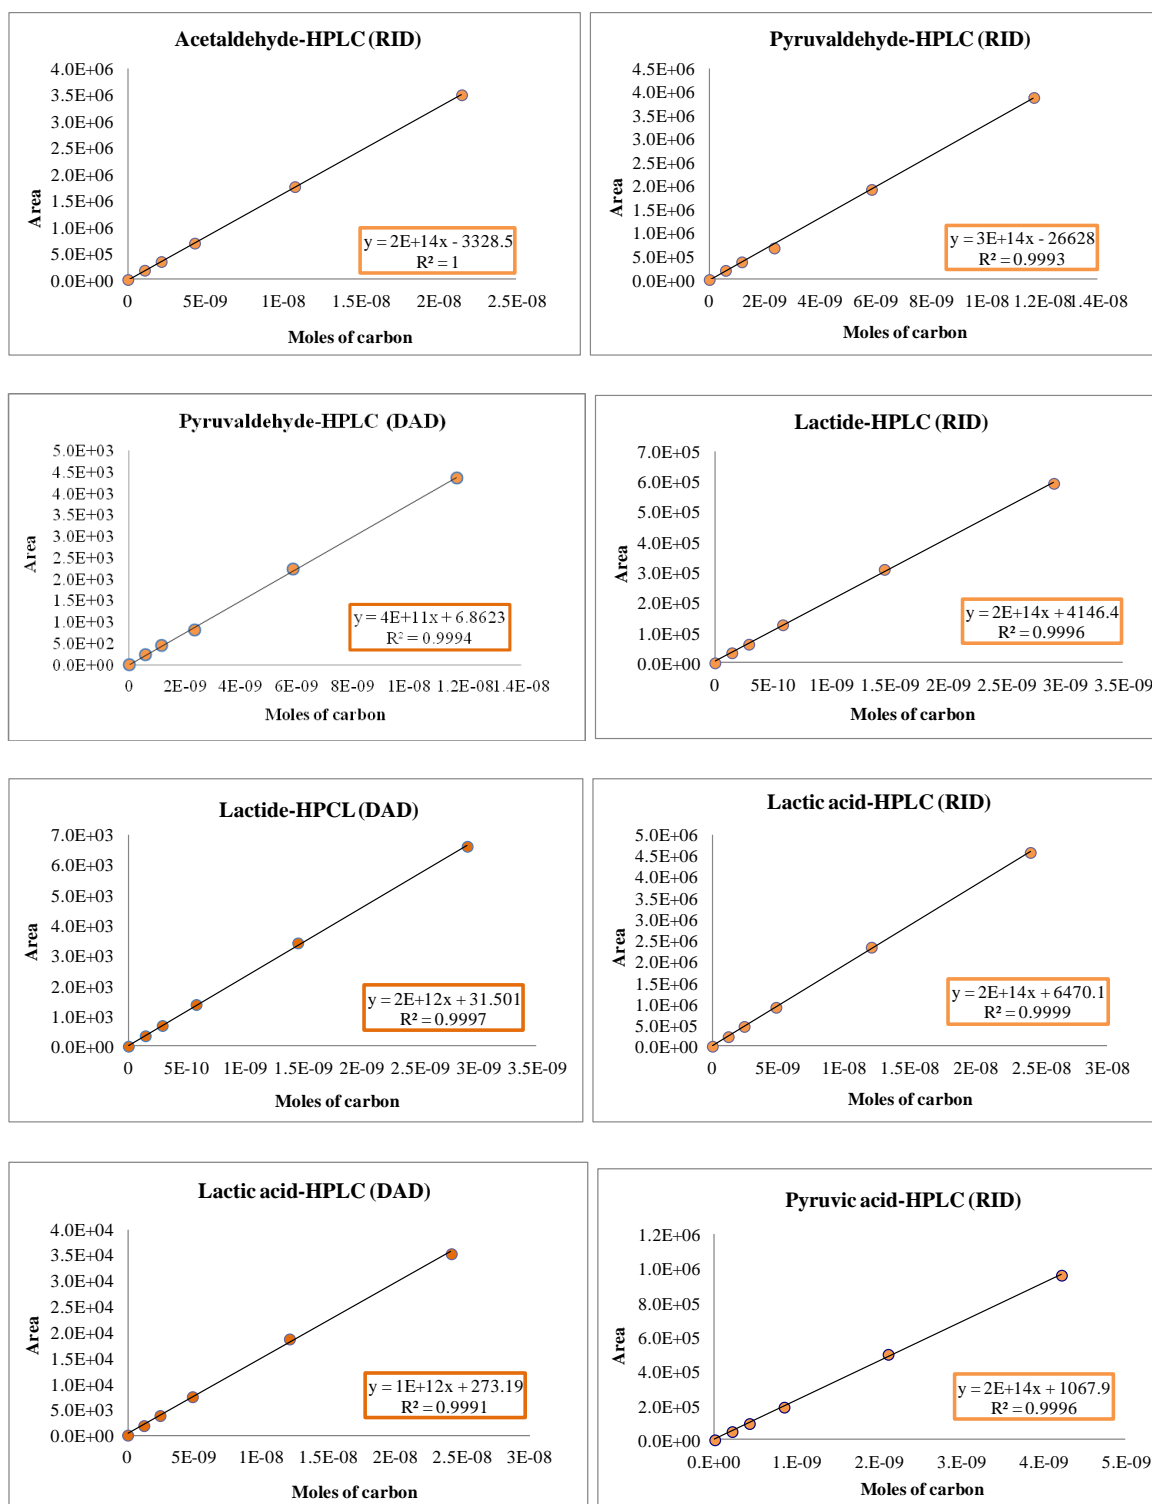 Acetaldehyde-HPLC (RID)
4.0E+06
3.5E+06
3.0E+06
2.5E+06
2.0E+06
1.5E+06
1.0E+06
5.0E+05
0.0E+00
Area
y = 2E+14x - 3328.5
R² = 1
0 5E-09 1E-08 1.5E-08 2E-08 2.5E-08
Moles of carbon
Pyruvaldehyde-HPLC (RID)
4.5E+06
4.0E+06
3.5E+06
3.0E+06
2.5E+06
2.0E+06
1.5E+06
1.0E+06
5.0E+05
0.0E+00
Area
y = 3E+14x - 26628
R² = 0.9993
0 2E-09 4E-09 6E-09 8E-09 1E-08 1.2E-08 1.4E-08
Moles of carbon
Pyruvaldehyde-HPLC (DAD)
5.0E+03
4.5E+03
4.0E+03
3.5E+03
3.0E+03
2.5E+03
2.0E+03
1.5E+03
1.0E+03
5.0E+02
0.0E+00
Area
y = 4E+11x + 6.8623
R² = 0.9994
0 2E-09 4E-09 6E-09 8E-09 1E-08 1.2E-08 1.4E-08
Moles of carbon
Lactide-HPLC (RID)
7.0E+05
6.0E+05
5.0E+05
4.0E+05
3.0E+05
2.0E+05
1.0E+05
0.0E+00
Area
y = 2E+14x + 4146.4
R² = 0.9996
0 5E-10 1E-09 1.5E-09 2E-09 2.5E-09 3E-09 3.5E-09
Moles of carbon
Lactide-HPCL (DAD)
7.0E+03
6.0E+03
5.0E+03
4.0E+03
3.0E+03
2.0E+03
1.0E+03
0.0E+00
Area
y = 2E+12x + 31.501
R² = 0.9997
0 5E-10 1E-09 1.5E-09 2E-09 2.5E-09 3E-09 3.5E-09
Moles of carbon
Lactic acid-HPLC (RID)
5.0E+06
4.5E+06
4.0E+06
3.5E+06
3.0E+06
2.5E+06
2.0E+06
1.5E+06
1.0E+06
5.0E+05
0.0E+00
Area
y = 2E+14x + 6470.1
R² = 0.9999
0 5E-09 1E-08 1.5E-08 2E-08 2.5E-08 3E-08
Moles of carbon
Lactic acid-HPLC (DAD)
4.0E+04
3.5E+04
3.0E+04
2.5E+04
2.0E+04
1.5E+04
1.0E+04
5.0E+03
0.0E+00
Area
y = 1E+12x + 273.19
R² = 0.9991
0 5E-09 1E-08 1.5E-08 2E-08 2.5E-08 3E-08
Moles of carbon
Pyruvic acid-HPLC (RID)
1.2E+06
1.0E+06
8.0E+05
6.0E+05
4.0E+05
2.0E+05
0.0E+00
Area
y = 2E+14x + 1067.9
R² = 0.9996
0.E+00 1.E-09 2.E-09 3.E-09 4.E-09 5.E-09
Moles of carbon